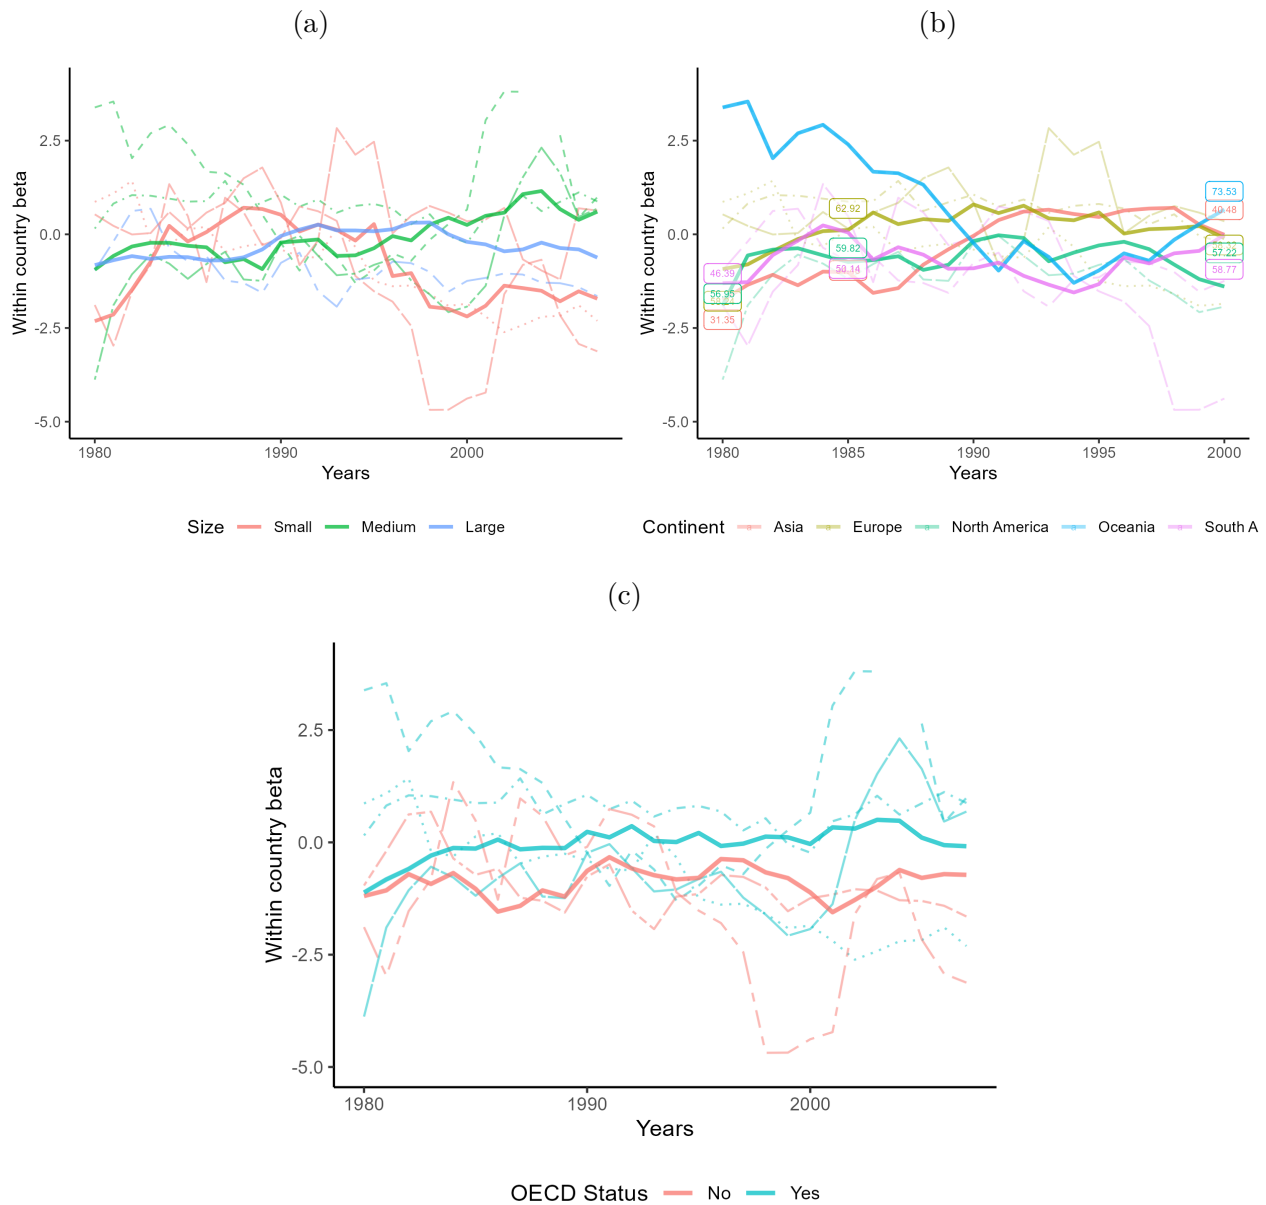 (a)
Within country beta
2.5
0.0
-2.5
-5.0
1980
1990
2000
Years
Size Small Medium Large
(b)
Within country beta
2.5
0.0
-2.5
-5.0
46.39
56.95
31.35
62.92
59.82
73.53
40.48
57.22
58.77
1980
1985
1990
1995
2000
Years
Continent Asia Europe North America Oceania South A
(c)
Within country beta
2.5
0.0
-2.5
-5.0
1980
1990
2000
Years
OECD Status No Yes